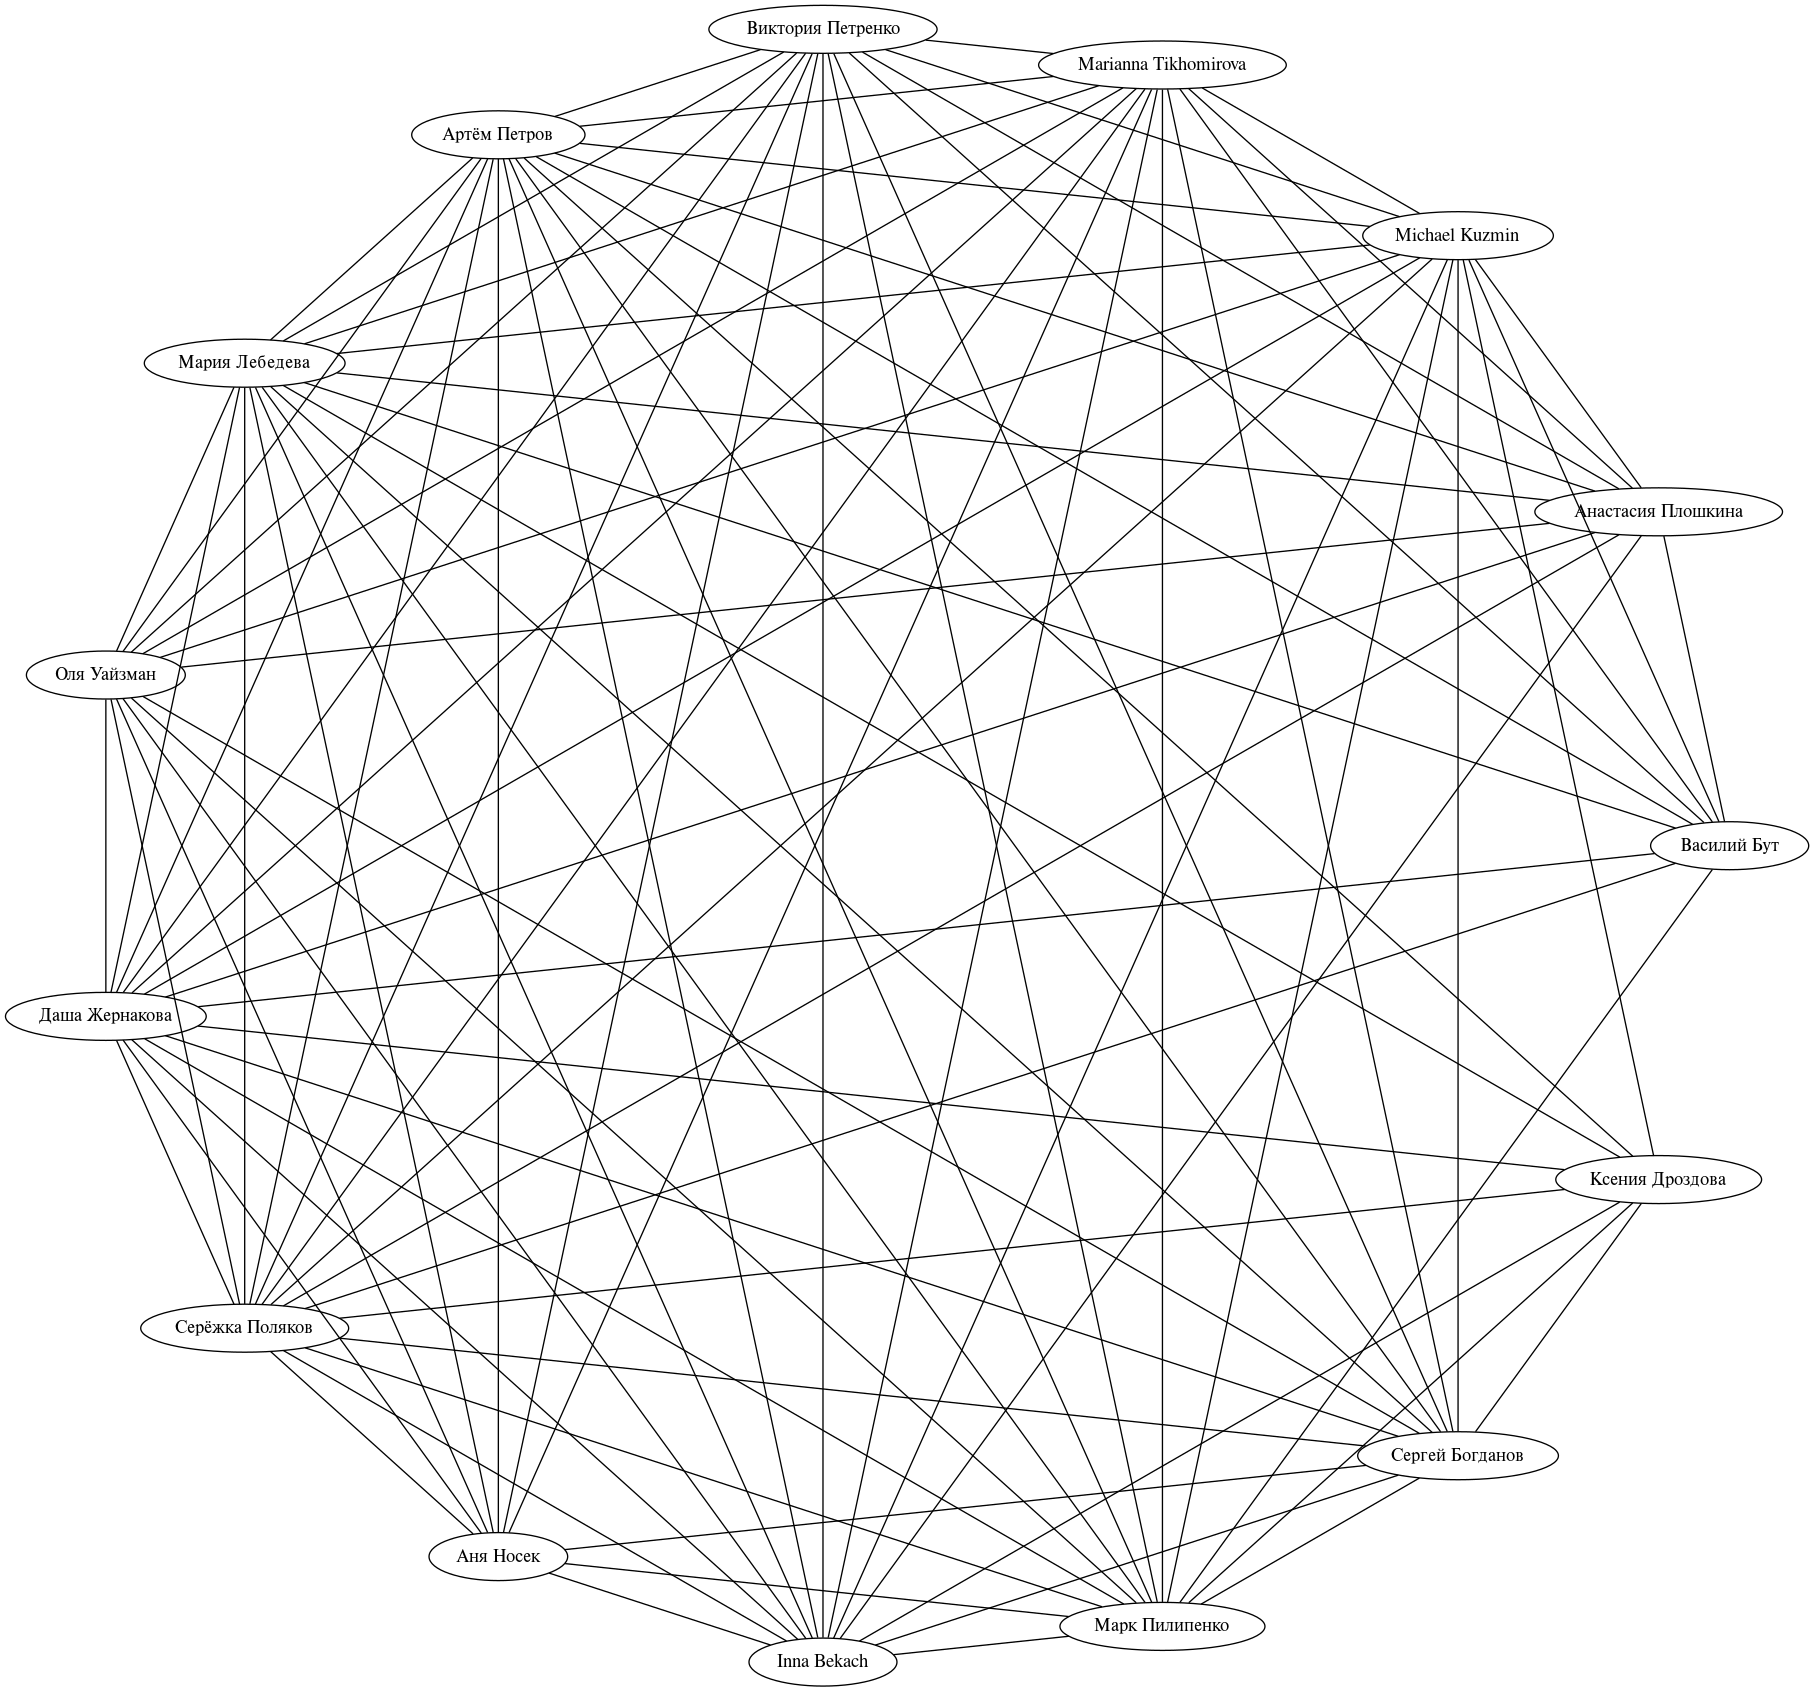 Виктория Петренко
Marianna Tikhomirova
Артём Петров
Michael Kuzmin
Мария Лебедева
Анастасия Плошкина
Оля Уайзман
Василий Бут
Даша Жернакова
Ксения Дроздова
Серёжка Поляков
Сергей Богданов
Аня Носек
Марк Пилипенко
Inna Bekach